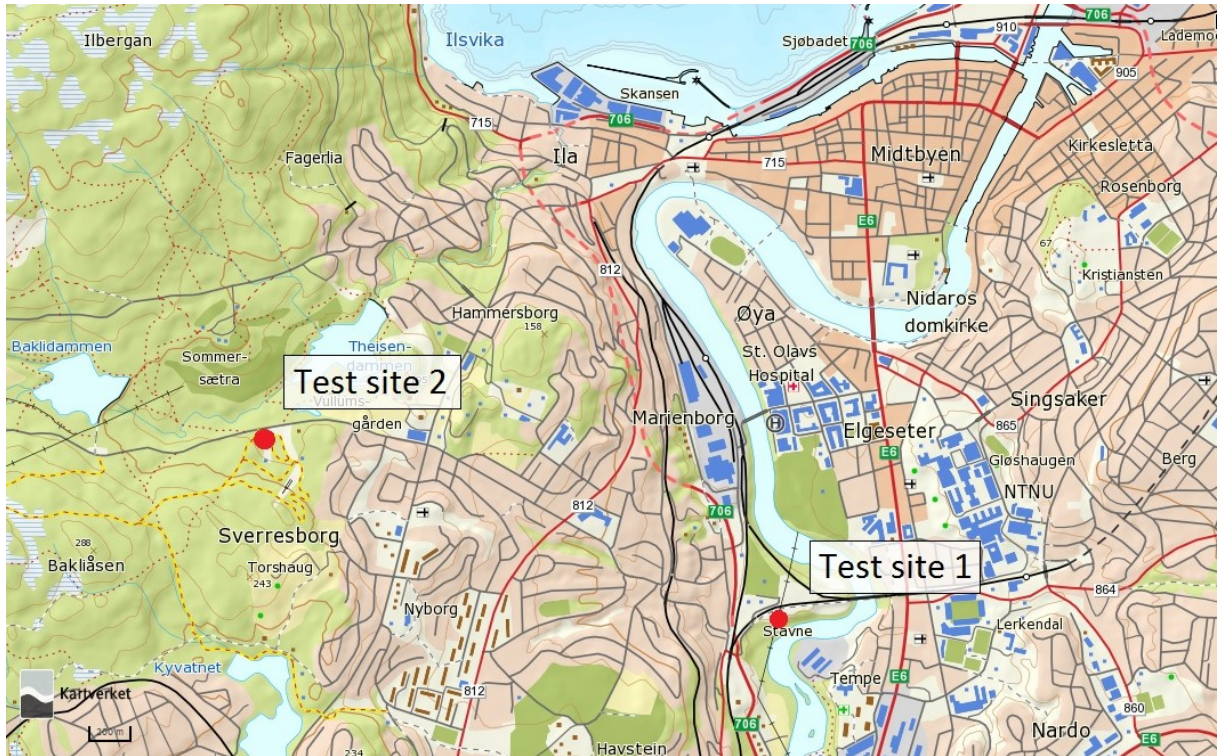 Ilbergan
Ilsvika
Sjøbadet
706
910
706
Lademoe
905
Skansen
706
715
Fagerlia
Ila
715
Midtbyen
Kirkesletta
Rosenborg
E6
67
Kristiansten
812
Nidaros
domkirke
Hammersborg
158
Øya
Baklidammen
Sommer-
sætra
Theisen-
dammen
Test site 2
St. Olavs
Hospital
H
Vullums-
gården
Marienborg
Elgeseter
Singsaker
865
E6
Gløshaugen
Berg
NTNU
812
706
Sverresborg
288
Bakliåsen
Torshaug
243
Test site 1
864
Nyborg
Stavne
Lerkendal
Kyvatnet
Tempe
E6
Kartverket
812
200 m
706
860
Nardo
234
Havstein